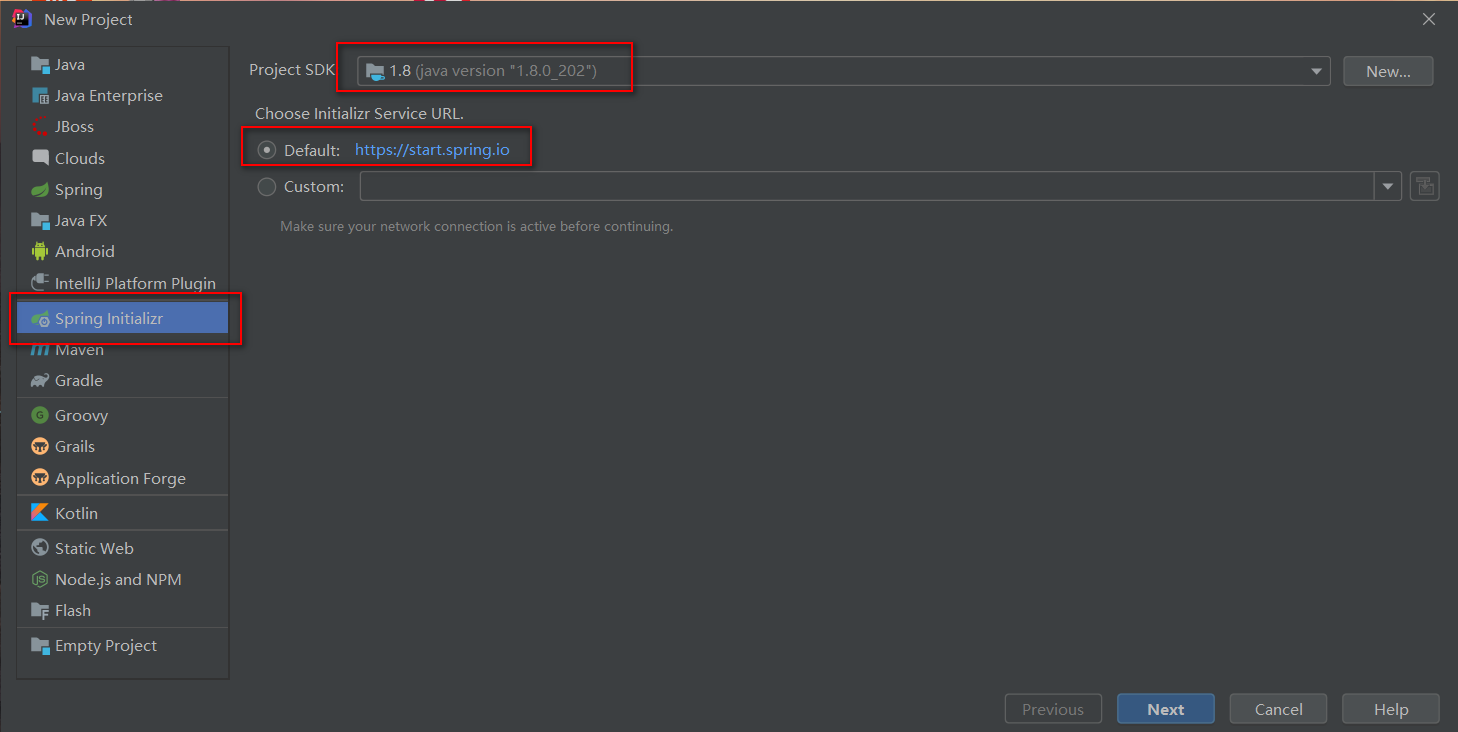 New Project
Java
Java Enterprise
JBoss
Clouds
Spring
Java FX
Android
IntelliJ Platform Plugin
Spring Initializr
Maven
Gradle
Groovy
Grails
Application Forge
Kotlin
Static Web
Node.js and NPM
Flash
Empty Project
Project SDK 1.8 (java version "1.8.0_202") New...
Choose Initializr Service URL.
Default: https://start.spring.io
Custom:
Make sure your network connection is active before continuing.
Previous Next Cancel Help